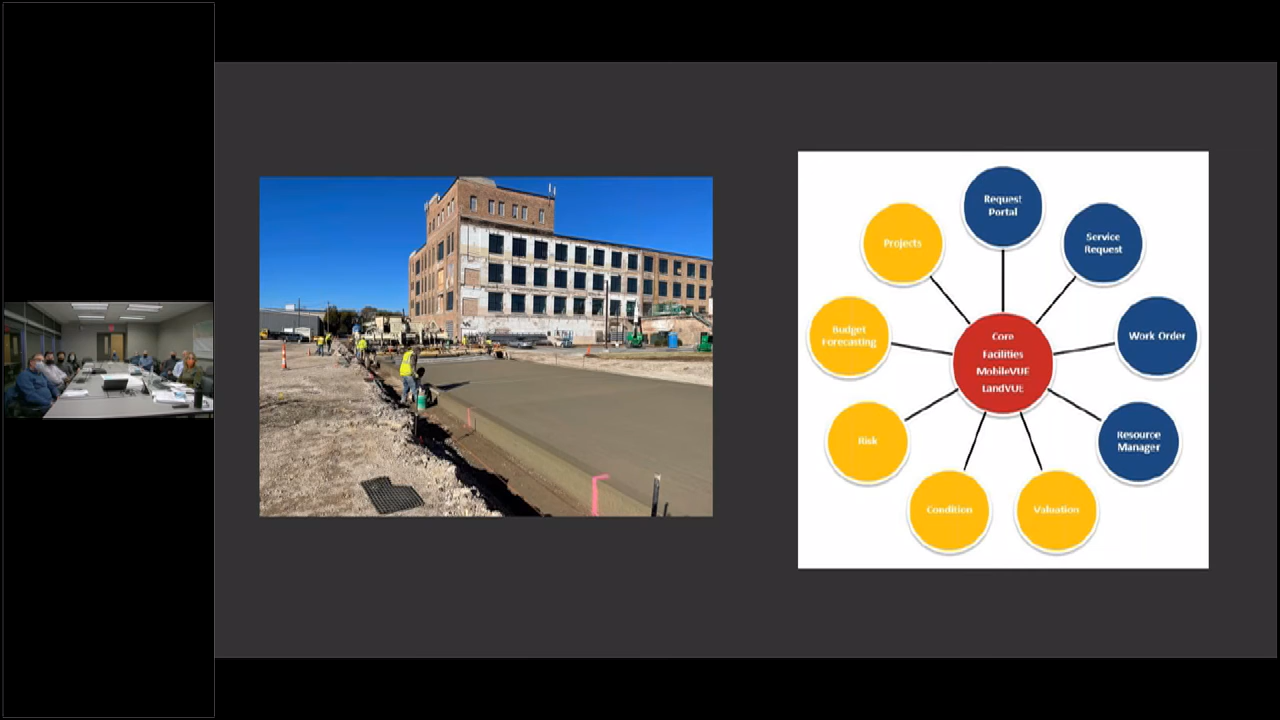 Request
Portal
Projects
Service
Request
Budget
Forecasting
Core
Facilities
MobileVUE
LandVUE
Work Order
Risk
Resource
Manager
Condition
Valuation